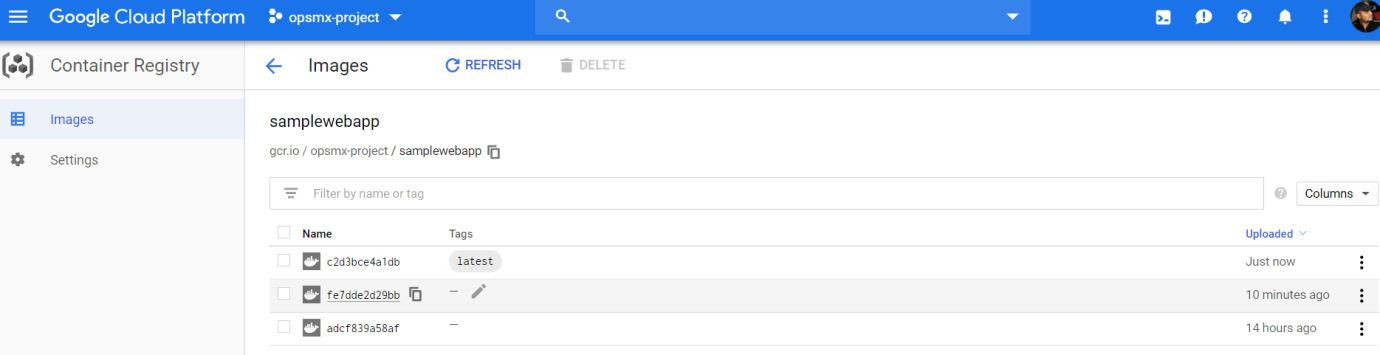 Google Cloud Platform opsmx-project
Container Registry Images REFRESH DELETE
Images
Settings
samplewebapp
gcr.io / opsmx-project / samplewebapp
Filter by name or tag Columns
Name Tags Uploaded
c2d3bce4a1db latest Just now
fe7dde2d29bb — 10 minutes ago
adcf839a58af — 14 hours ago